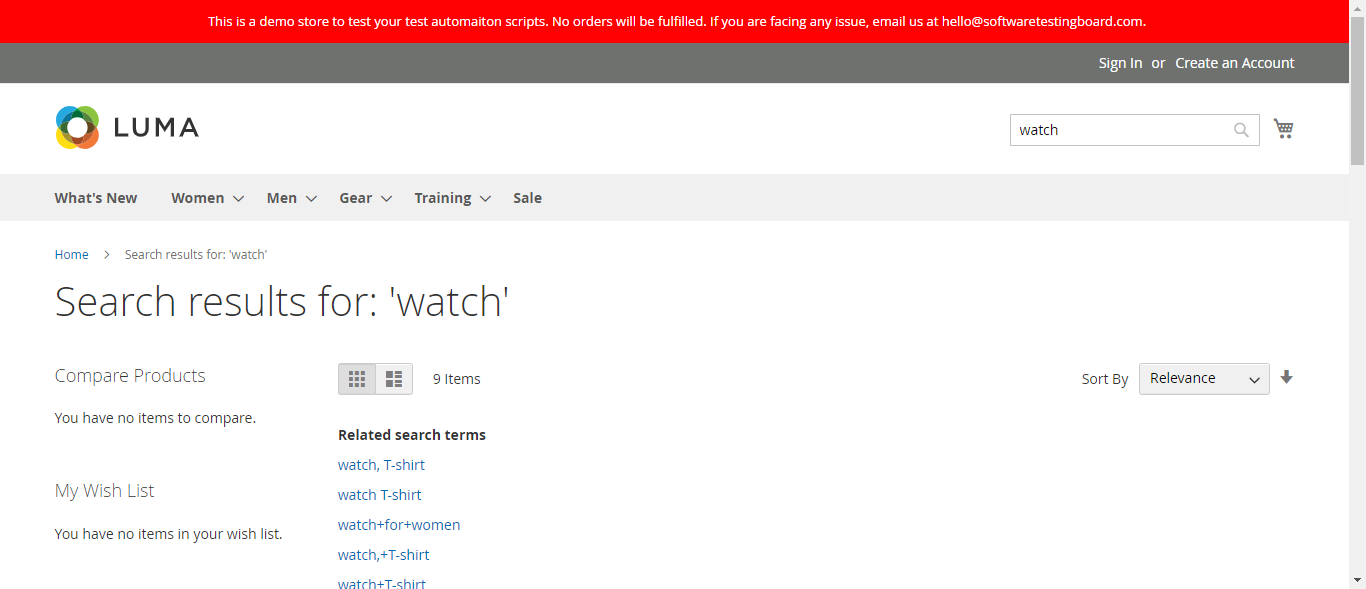 This is a demo store to test your test automaiton scripts. No orders will be fulfilled. If you are facing any issue, email us at hello@softwaretestingboard.com.
Sign In or Create an Account
LUMA
watch
What's New Women Men Gear Training Sale
Home > Search results for: 'watch'
Search results for: 'watch'
Compare Products
You have no items to compare.
My Wish List
You have no items in your wish list.
9 Items
Sort By Relevance
Related search terms
watch, T-shirt
watch T-shirt
watch+for+women
watch,+T-shirt
watch+T-shirt